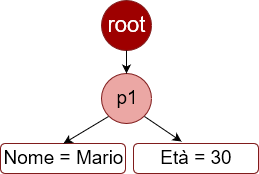 root
p1
Nome = Mario
Età = 30